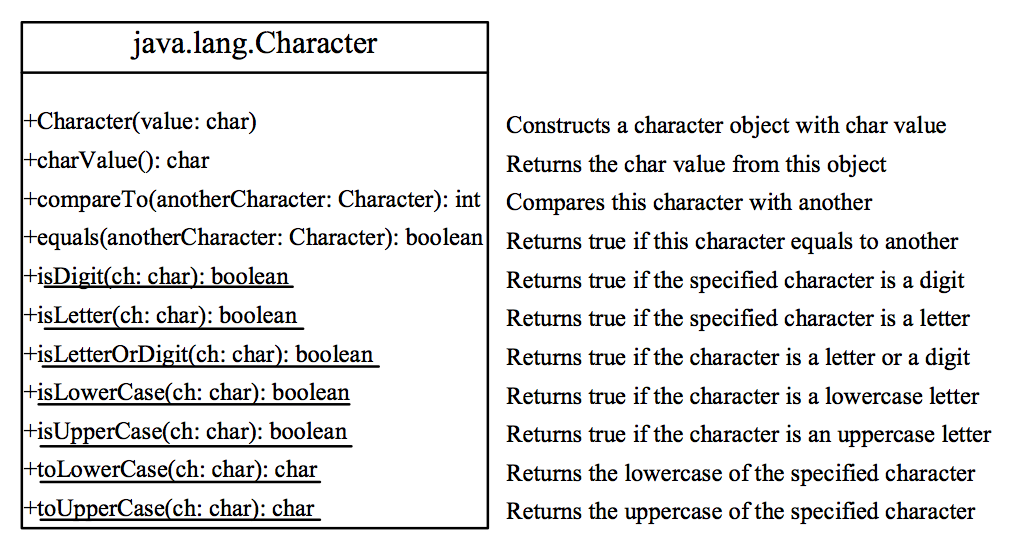 java.lang.Character
+Character(value: char) Constructs a character object with char value
+charValue(): char Returns the char value from this object
+compareTo(anotherCharacter: Character): int Compares this character with another
+equals(anotherCharacter: Character): boolean Returns true if this character equals to another
+isDigit(ch: char): boolean Returns true if the specified character is a digit
+isLetter(ch: char): boolean Returns true if the specified character is a letter
+isLetterOrDigit(ch: char): boolean Returns true if the character is a letter or a digit
+isLowerCase(ch: char): boolean Returns true if the character is a lowercase letter
+isUpperCase(ch: char): boolean Returns true if the character is an uppercase letter
+toLowerCase(ch: char): char Returns the lowercase of the specified character
+toUpperCase(ch: char): char Returns the uppercase of the specified character